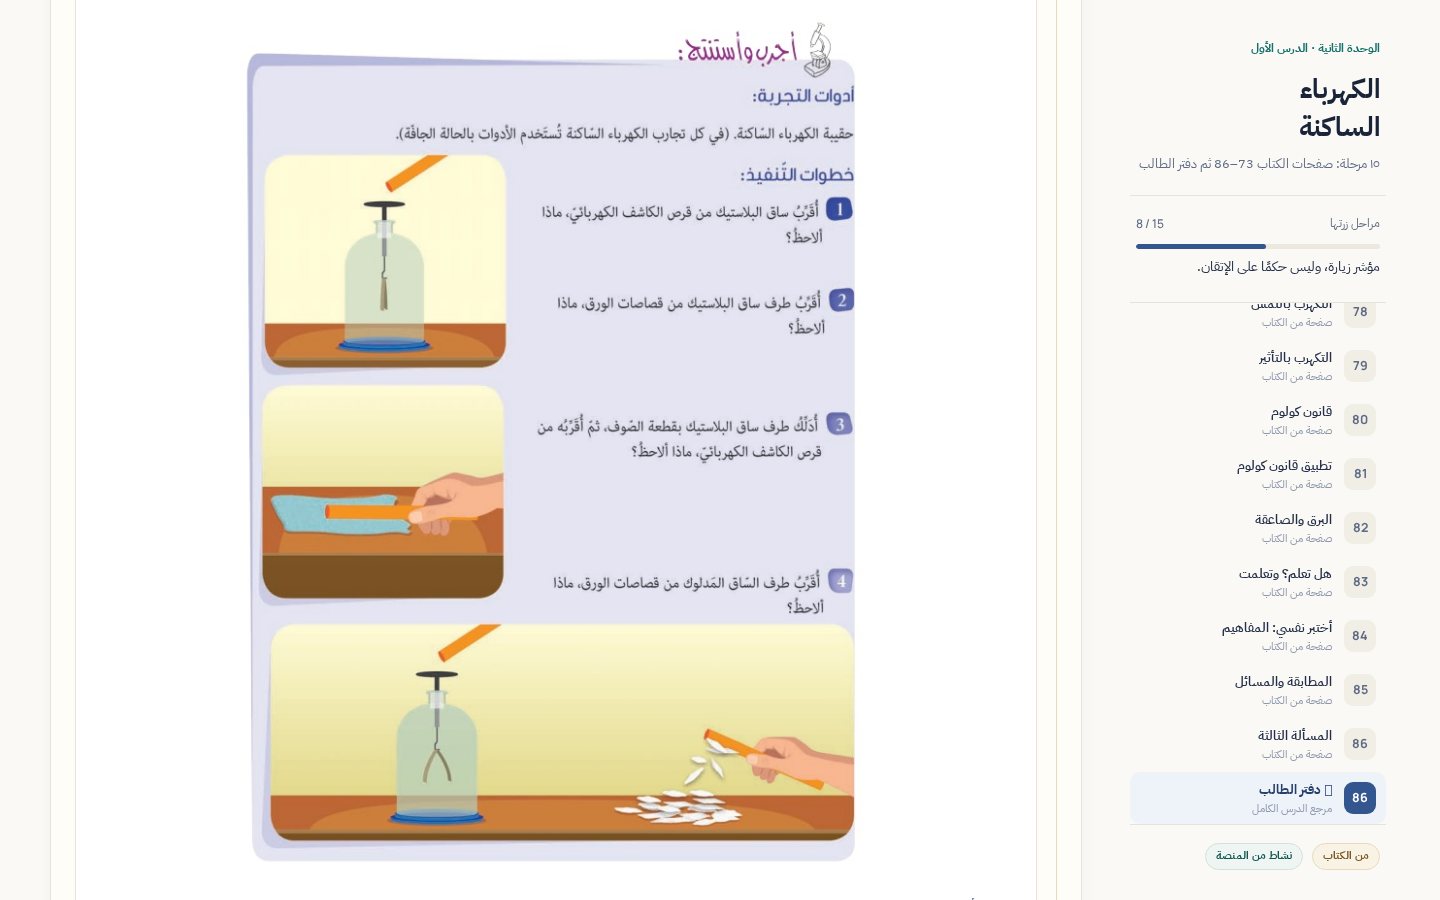 الوحدة الثانية · الدرس الأول
الكهرباء
الساكنة
١٥ مرحلة: صفحات الكتاب 73–86 ثم دفتر الطالب
مراحل زرتها
8 / 15
مؤشر زيارة، وليس حكمًا على الإتقان.
78
التكهرب باللمس
صفحة من الكتاب
79
التكهرب بالتأثير
صفحة من الكتاب
80
قانون كولوم
صفحة من الكتاب
81
تطبيق قانون كولوم
صفحة من الكتاب
82
البرق والصاعقة
صفحة من الكتاب
83
هل تعلم؟ وتعلمت
صفحة من الكتاب
84
أختبر نفسي: المفاهيم
صفحة من الكتاب
85
المطابقة والمسائل
صفحة من الكتاب
86
المسألة الثالثة
صفحة من الكتاب
86
دفتر الطالب
مرجع الدرس الكامل
من الكتاب
نشاط من المنصة
أجرب وأستنتج:
أدوات التجربة:
حقيبة الكهرباء السّاكنة. (في كل تجارب الكهرباء السّاكنة تُستَخدم الأدوات بالحالة الجافّة).
خطوات التّنفيذ:
1 أُقَرِّبُ ساق البلاستيك من قرص الكاشف الكهربائيّ، ماذا
ألاحظُ؟
2 أُقَرِّبُ طرف ساق البلاستيك من قصاصات الورق، ماذا
ألاحظُ؟
3 أُدَلِّكُ طرف ساق البلاستيك بقطعة الصّوف، ثمّ أُقَرِّبُه من
قرص الكاشف الكهربائيّ، ماذا ألاحظُ؟
4 أُقَرِّبُ طرف السّاق المَدلوك من قصاصات الورق، ماذا
ألاحظُ؟